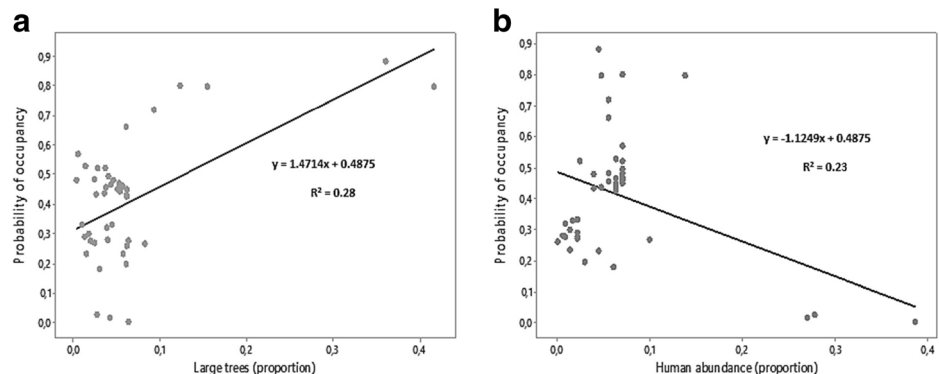 a
0,9
0,8
0,7
0,6
0,5
0,4
0,3
0,2
0,1
0,0
Probability of occupancy
y = 1.4714x + 0.4875
R² = 0.28
0,0 0,1 0,2 0,3 0,4
Large trees (proportion)
b
0,9
0,8
0,7
0,6
0,5
0,4
0,3
0,2
0,1
0,0
Probability of occupancy
y = -1.1249x + 0.4875
R² = 0.23
0,0 0,1 0,2 0,3 0,4
Human abundance (proportion)